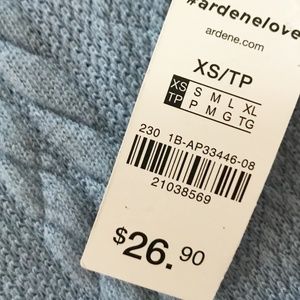 #ardenelove
ardene.com
XS/TP
XS S M L XL
TP P M G TG
230 1B-AP33446-08
21038569
$26.90